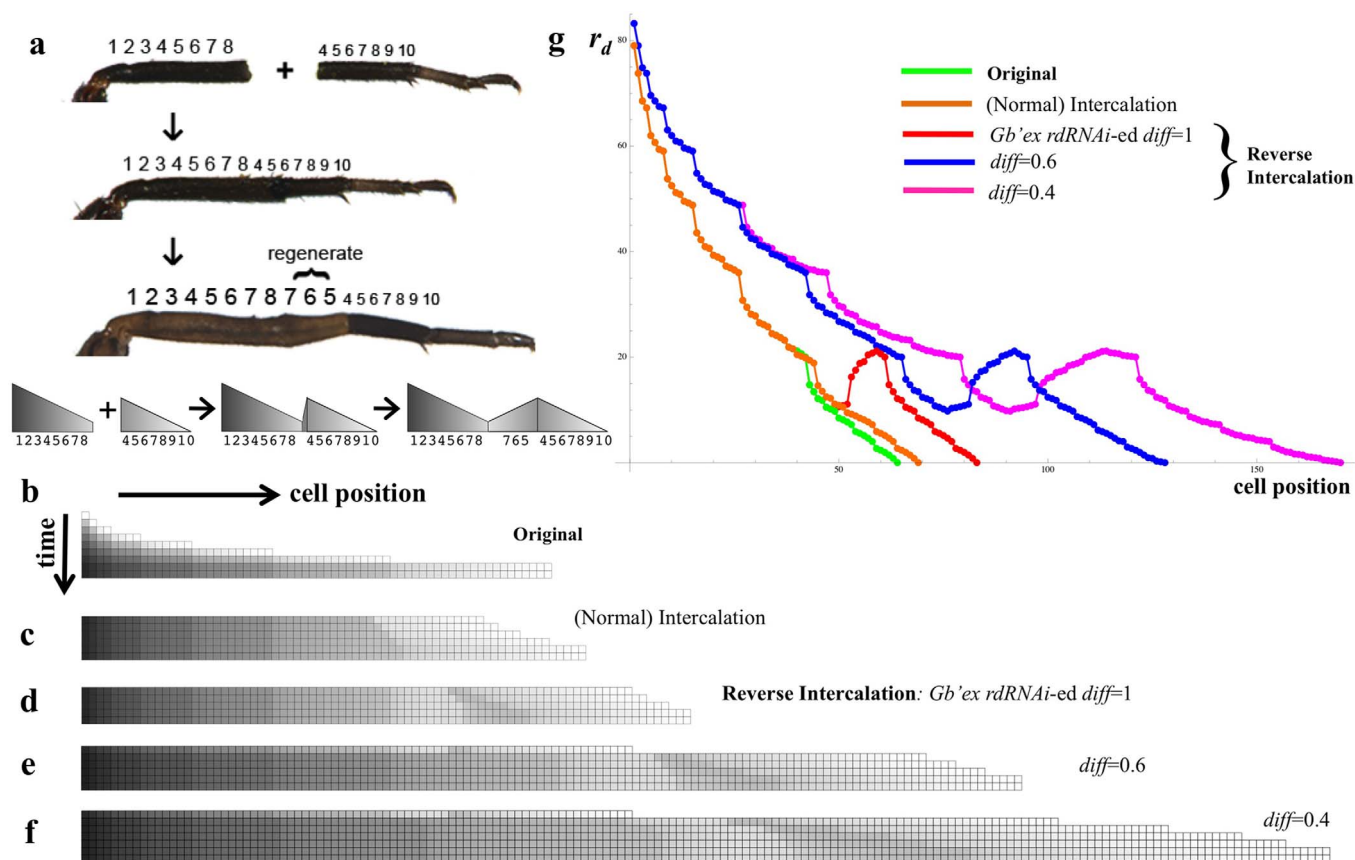 a
1 2 3 4 5 6 7 8
+
4 5 6 7 8 9 10
1 2 3 4 5 6 7 8 4 5 6 7 8 9 10
regenerate
1 2 3 4 5 6 7 8 7 6 5 4 5 6 7 8 9 10
+
12345678
45678910
12345678 45678910
12345678 765 45678910
g r_d
80
60
40
20
50
100
150
cell position
Original
(Normal) Intercalation
Gb'ex rdRNAi-ed diff=1
diff=0.6
diff=0.4
Reverse
Intercalation
b
cell position
time
Original
c
(Normal) Intercalation
d
Reverse Intercalation: Gb'ex rdRNAi-ed diff=1
e
diff=0.6
f
diff=0.4